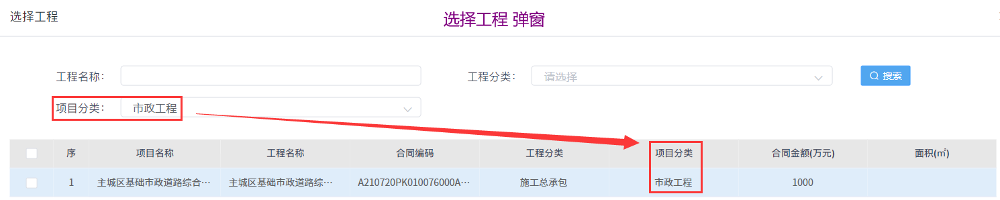 选择工程
选择工程 弹窗
工程名称： 工程分类： 请选择 搜索
项目分类： 市政工程
序 项目名称 工程名称 合同编码 工程分类 项目分类 合同金额(万元) 面积(㎡)
1 主城区基础市政道路综合… 主城区基础市政道路综… A210720PK010076000A… 施工总承包 市政工程 1000